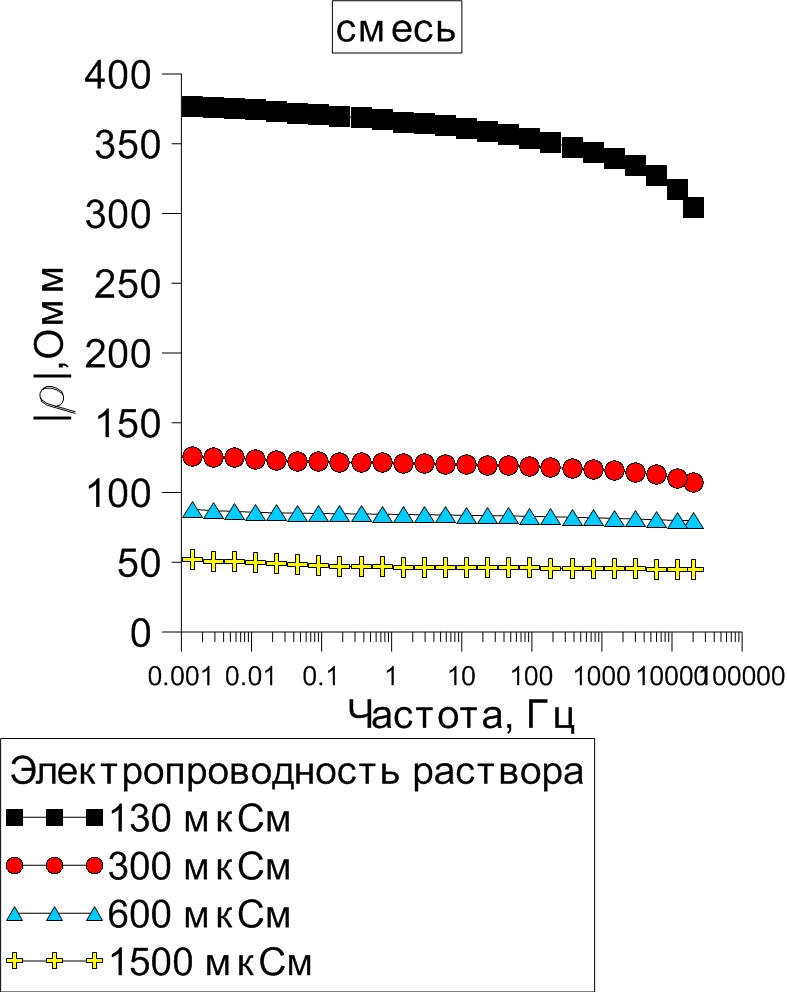 смесь
400
350
300
250
200
150
100
50
0
|ρ|,Омм
0.001 0.01 0.1 1 10 100 1000 10000 100000
Частота, Гц
Электропроводность раствора
130 мкСм
300 мкСм
600 мкСм
1500 мкСм